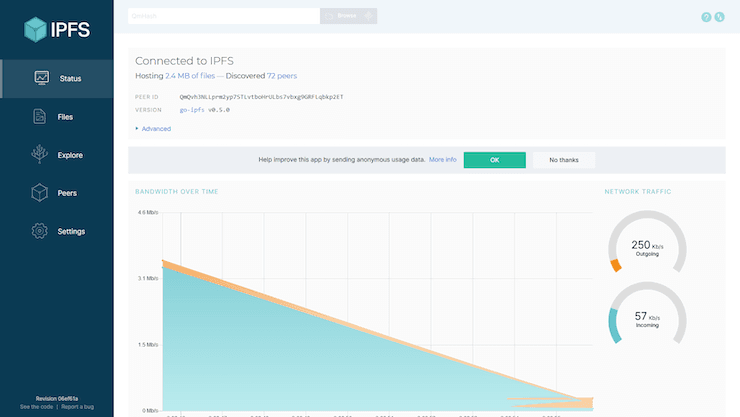 IPFS
Status
Files
Explore
Peers
Settings
Revision 06ef61a
See the code | Report a bug
Browse
Connected to IPFS
Hosting 2.4 MB of files — Discovered 72 peers
PEER ID
VERSION go-ipfs v0.5.0
Advanced
Help improve this app by sending anonymous usage data. More info OK No thanks
BANDWIDTH OVER TIME
4.6 Mb/s
3.1 Mb/s
1.5 Mb/s
0 Mb/s
NETWORK TRAFFIC
250 Kb/s
Outgoing
57 Kb/s
Incoming